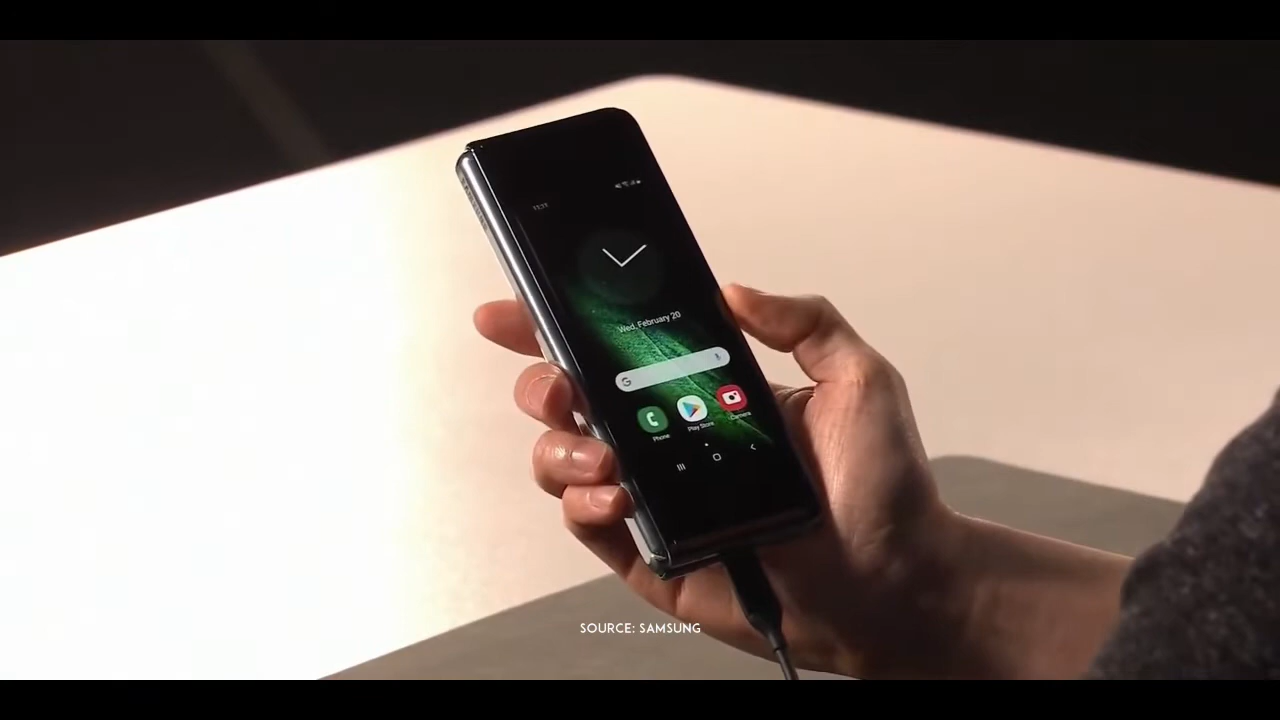 Wed, February 20
Phone
Play Store
Camera
SOURCE: SAMSUNG